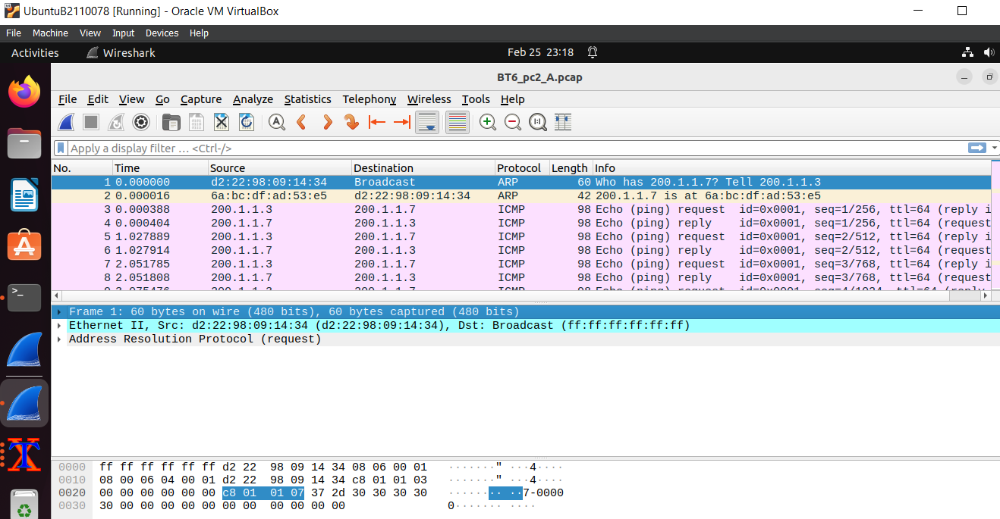 UbuntuB2110078 [Running] - Oracle VM VirtualBox
File Machine View Input Devices Help
Activities Wireshark Feb 25 23:18
BT6_pc2_A.pcap
File Edit View Go Capture Analyze Statistics Telephony Wireless Tools Help
Apply a display filter … <Ctrl-/>
No. Time Source Destination Protocol Length Info
1 0.000000 d2:22:98:09:14:34 Broadcast ARP 60 Who has 200.1.1.7? Tell 200.1.1.3
2 0.000016 6a:bc:df:ad:53:e5 d2:22:98:09:14:34 ARP 42 200.1.1.7 is at 6a:bc:df:ad:53:e5
3 0.000388 200.1.1.3 200.1.1.7 ICMP 98 Echo (ping) request id=0x0001, seq=1/256, ttl=64 (reply i
4 0.000404 200.1.1.7 200.1.1.3 ICMP 98 Echo (ping) reply id=0x0001, seq=1/256, ttl=64 (request
5 1.027889 200.1.1.3 200.1.1.7 ICMP 98 Echo (ping) request id=0x0001, seq=2/512, ttl=64 (reply i
6 1.027914 200.1.1.7 200.1.1.3 ICMP 98 Echo (ping) reply id=0x0001, seq=2/512, ttl=64 (request
7 2.051785 200.1.1.3 200.1.1.7 ICMP 98 Echo (ping) request id=0x0001, seq=3/768, ttl=64 (reply i
8 2.051808 200.1.1.7 200.1.1.3 ICMP 98 Echo (ping) reply id=0x0001, seq=3/768, ttl=64 (request
Frame 1: 60 bytes on wire (480 bits), 60 bytes captured (480 bits)
Ethernet II, Src: d2:22:98:09:14:34 (d2:22:98:09:14:34), Dst: Broadcast (ff:ff:ff:ff:ff:ff)
Address Resolution Protocol (request)
0000 ff ff ff ff ff ff d2 22 98 09 14 34 08 06 00 01 ·······" ···4····
0010 08 00 06 04 00 01 d2 22 98 09 14 34 c8 01 01 03 ·······" ···4····
0020 00 00 00 00 00 00 c8 01 01 07 37 2d 30 30 30 30 ········ ··7-0000
0030 30 00 00 00 00 00 00 00 00 00 00 00 0······· ····